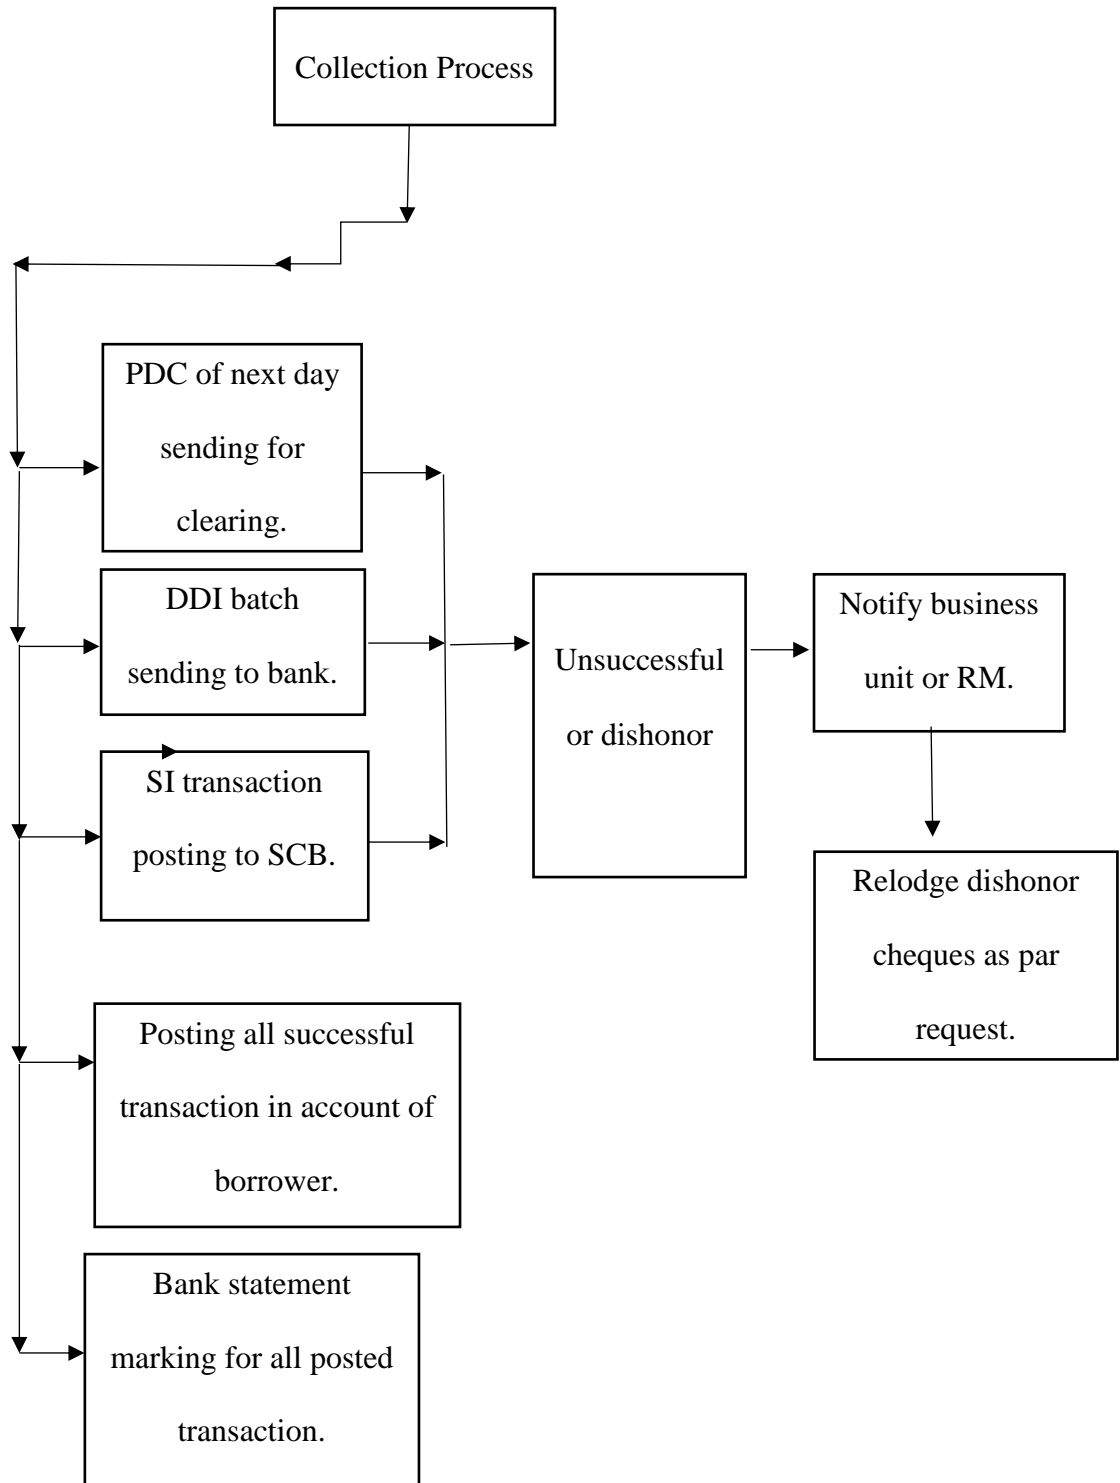 Collection Process
PDC of next day
sending for
clearing.
DDI batch
sending to bank.
SI transaction
posting to SCB.
Unsuccessful
or dishonor
Notify business
unit or RM.
Relodge dishonor
cheques as par
request.
Posting all successful
transaction in account of
borrower.
Bank statement
marking for all posted
transaction.